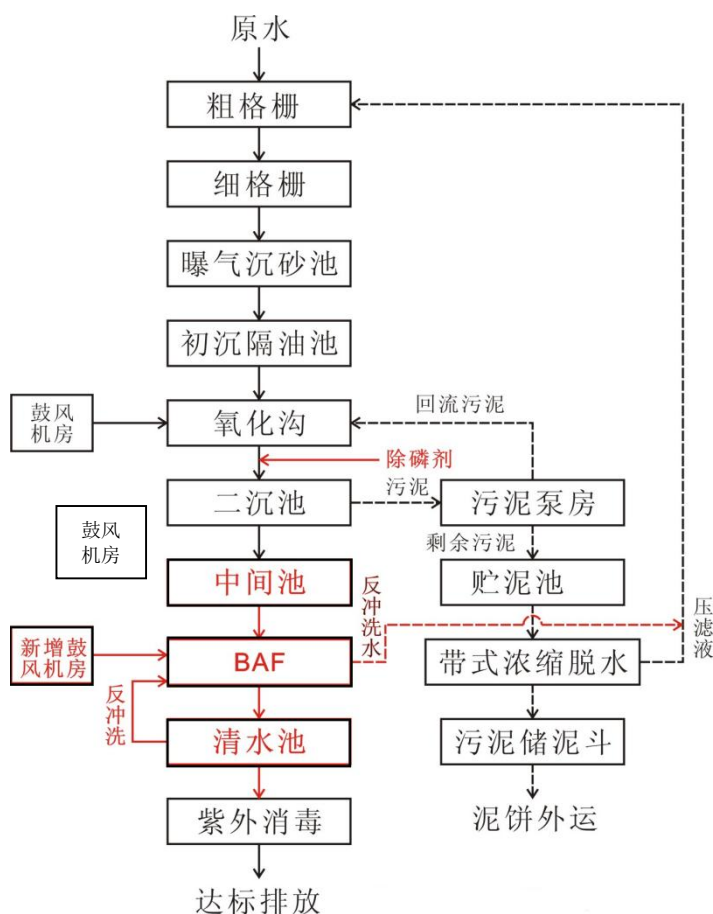 原水
粗格栅
细格栅
曝气沉砂池
初沉隔油池
鼓风
机房
氧化沟
回流污泥
除磷剂
二沉池
污泥
污泥泵房
鼓风
机房
剩余污泥
中间池
反冲洗水
贮泥池
压滤液
新增鼓
风机房
BAF
带式浓缩脱水
反冲洗
清水池
污泥储泥斗
紫外消毒
泥饼外运
达标排放